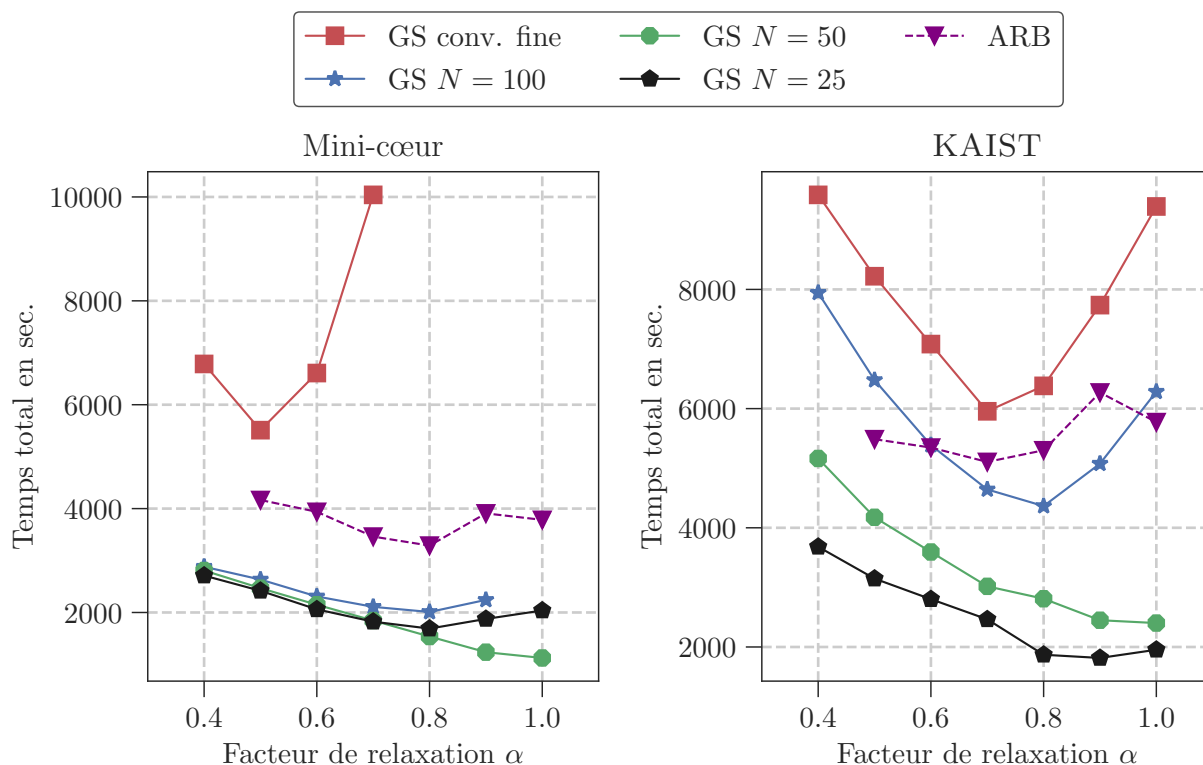 GS conv. fine
GS N = 50
ARB
GS N = 100
GS N = 25
Mini-cœur
KAIST
Temps total en sec.
10000
8000
6000
4000
2000
0.4 0.6 0.8 1.0
Facteur de relaxation α
Temps total en sec.
8000
6000
4000
2000
0.4 0.6 0.8 1.0
Facteur de relaxation α